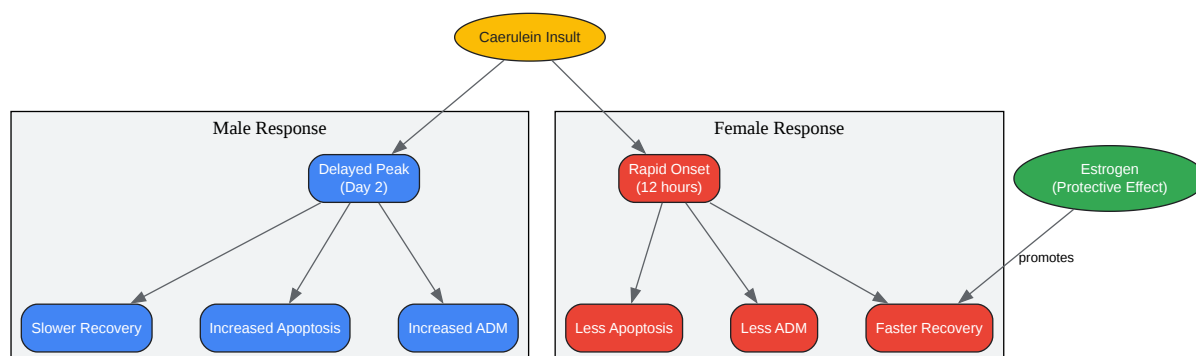 Caerulein Insult
Male Response
Female Response
Delayed Peak
(Day 2)
Rapid Onset
(12 hours)
Estrogen
(Protective Effect)
promotes
Slower Recovery
Increased Apoptosis
Increased ADM
Less Apoptosis
Less ADM
Faster Recovery